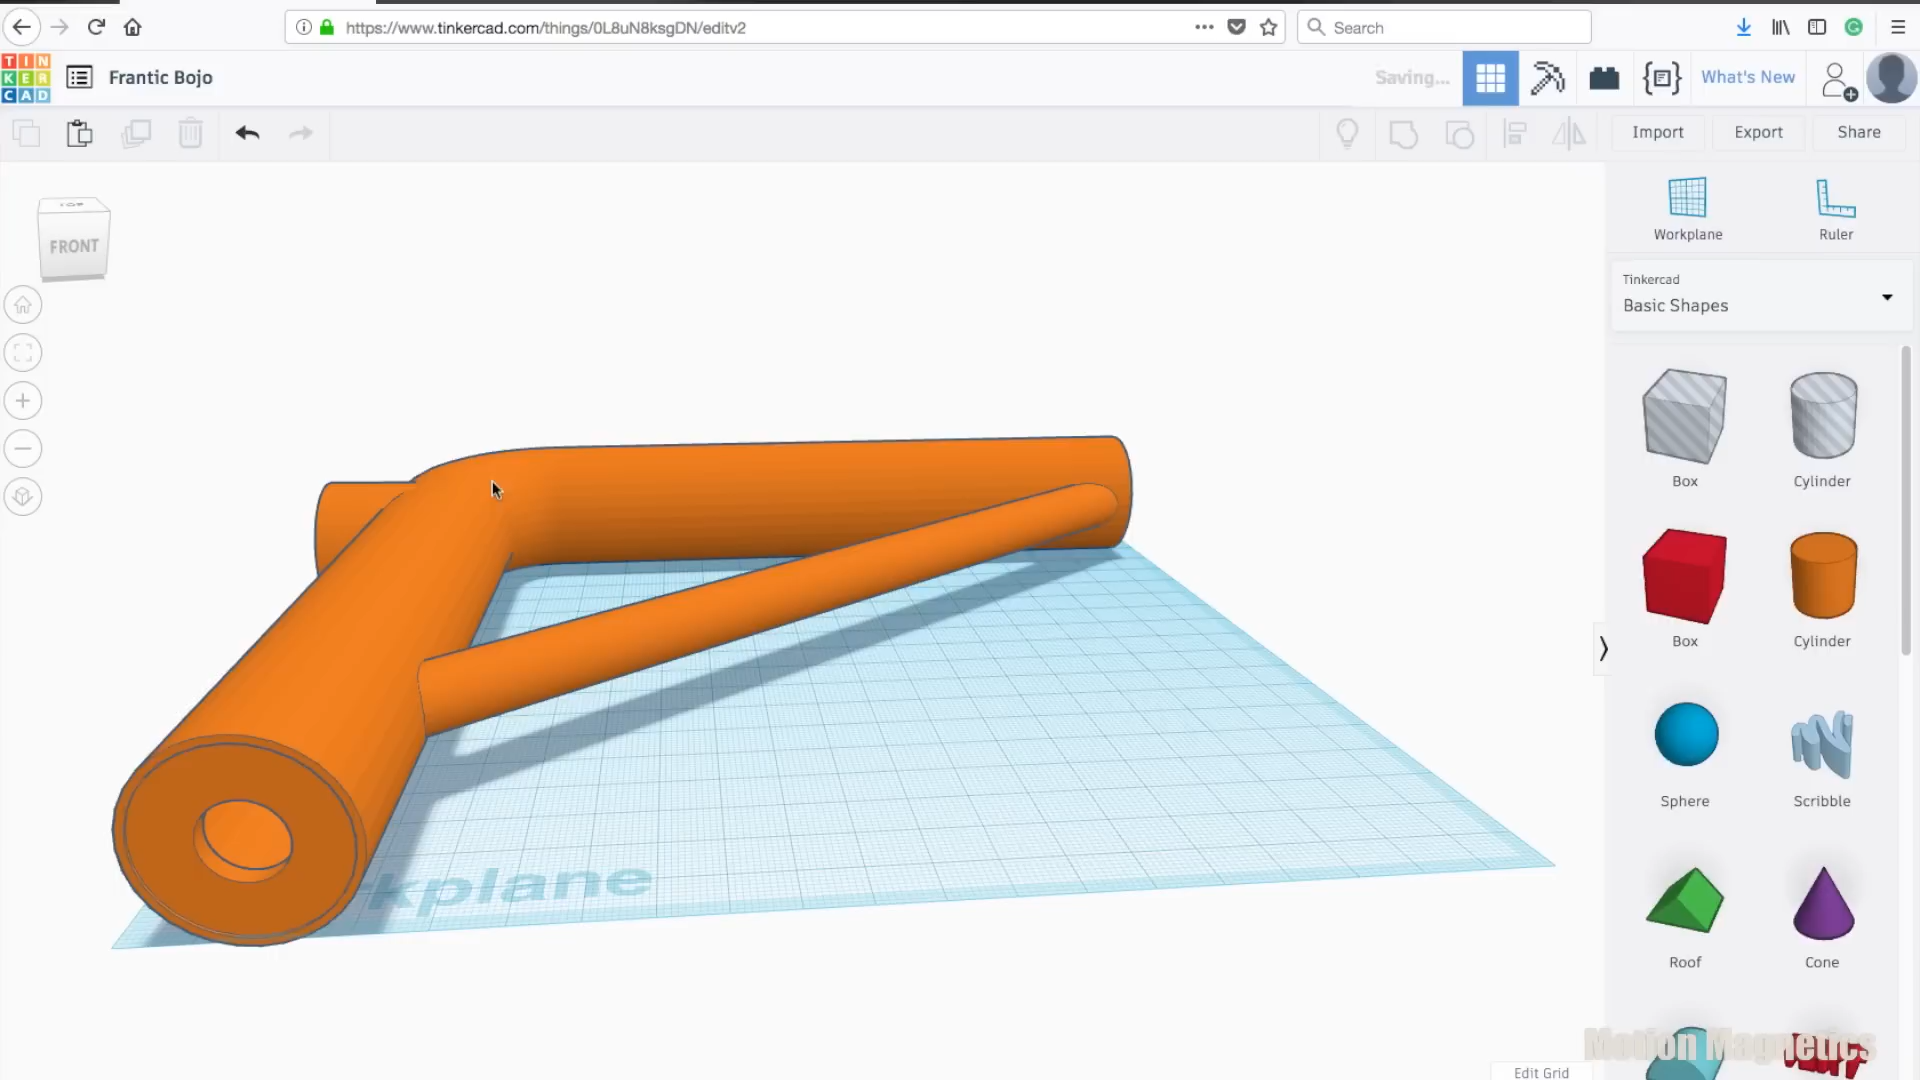 https://www.tinkercad.com/things/0L8uN8ksgDN/editv2
Search
TIN
KER
CAD
Frantic Bojo
Saving...
What's New
Import
Export
Share
TOP
FRONT
Workplane
Ruler
Tinkercad
Basic Shapes
Box
Cylinder
Box
Cylinder
Sphere
Scribble
Roof
Cone
kplane
Motion Magnetics
Edit Grid